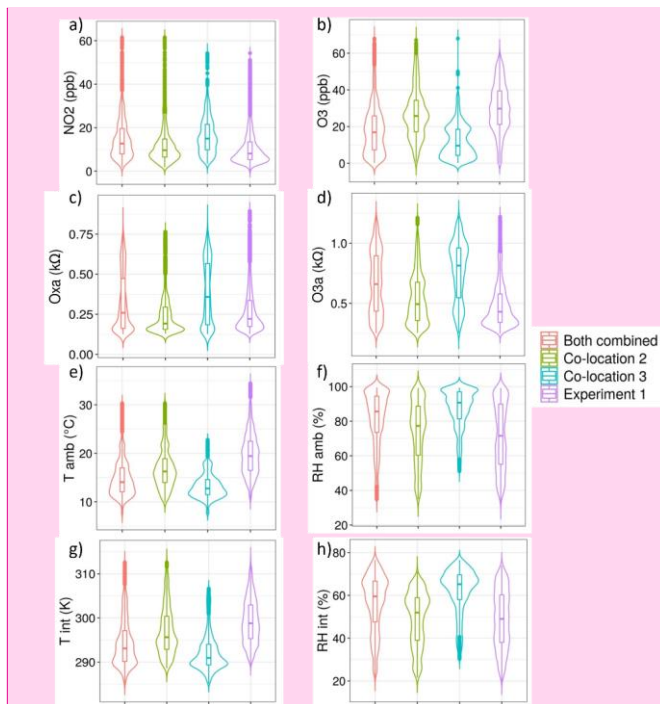 a)
NO2 (ppb)
60
40
20
0
b)
O3 (ppb)
60
40
20
0
c)
Oxa (kΩ)
0.75
0.50
0.25
0.00
d)
O3a (kΩ)
1.0
0.5
Both combined
Co-location 2
Co-location 3
Experiment 1
e)
T amb (°C)
30
20
10
f)
RH amb (%)
100
80
60
40
20
g)
T int (K)
310
300
290
h)
RH int (%)
80
60
40
20